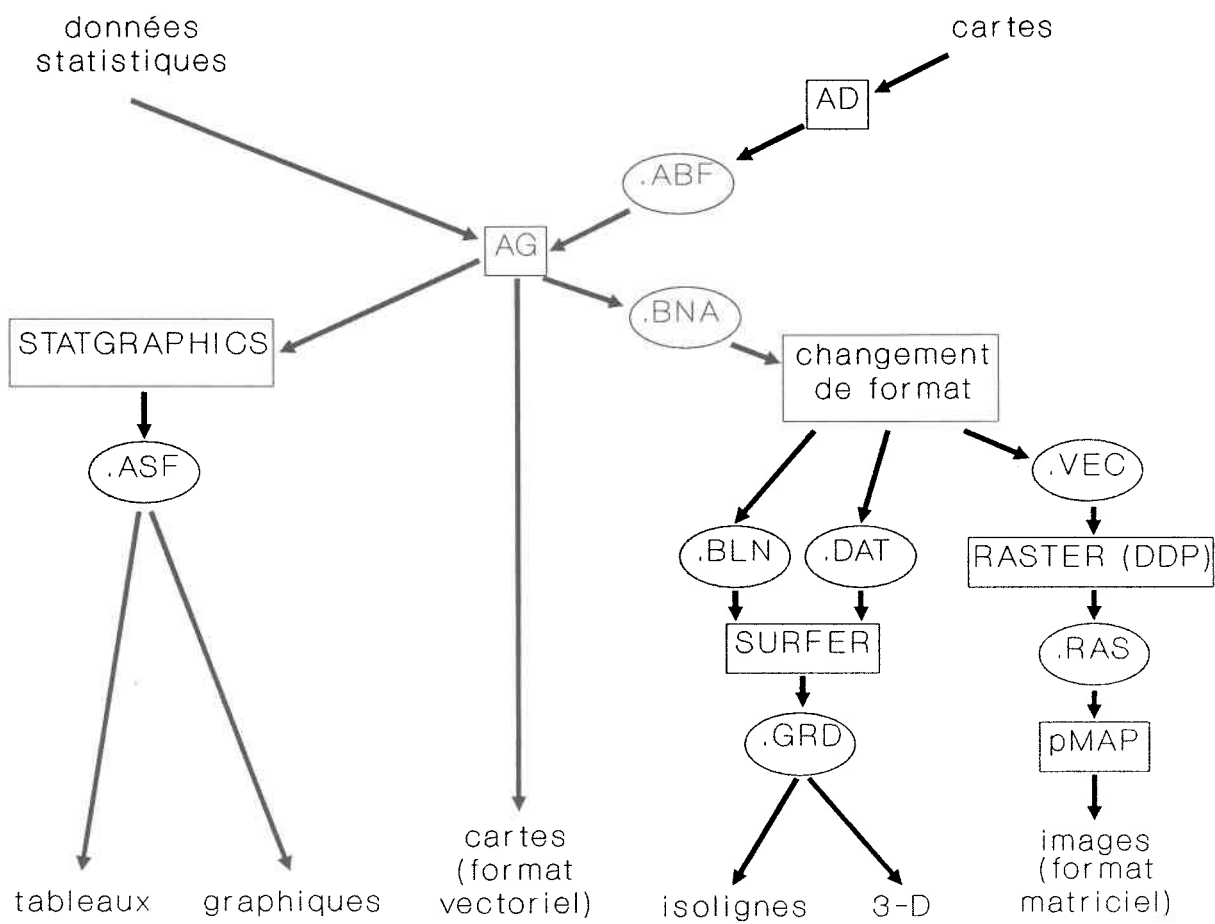 données
statistiques
cartes
AD
.ABF
AG
.BNA
STATGRAPHICS
changement
de format
.ASF
.VEC
.BLN
.DAT
RASTER (DDP)
SURFER
.RAS
.GRD
pMAP
cartes
(format
vectoriel)
images
(format
matriciel)
tableaux
graphiques
isolignes
3-D